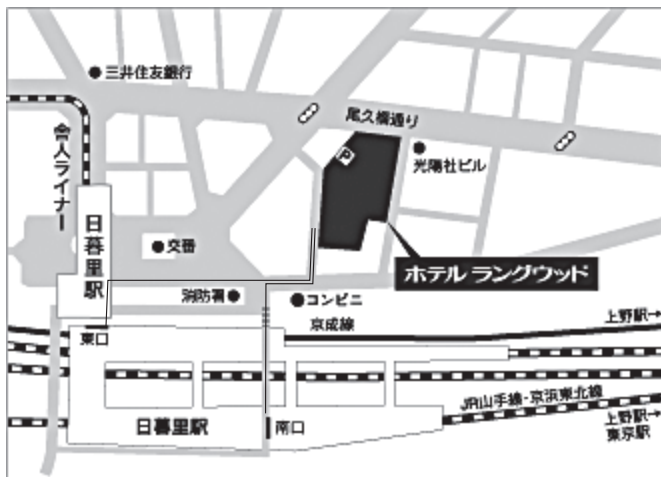 三井住友銀行
尾久橋通り
P
光陽社ビル
舎人ライナー
日暮里駅
交番
ホテル ラングウッド
消防署
コンビニ
京成線
上野駅→
東口
JR山手線・京浜東北線
日暮里駅
南口
上野駅→
東京駅